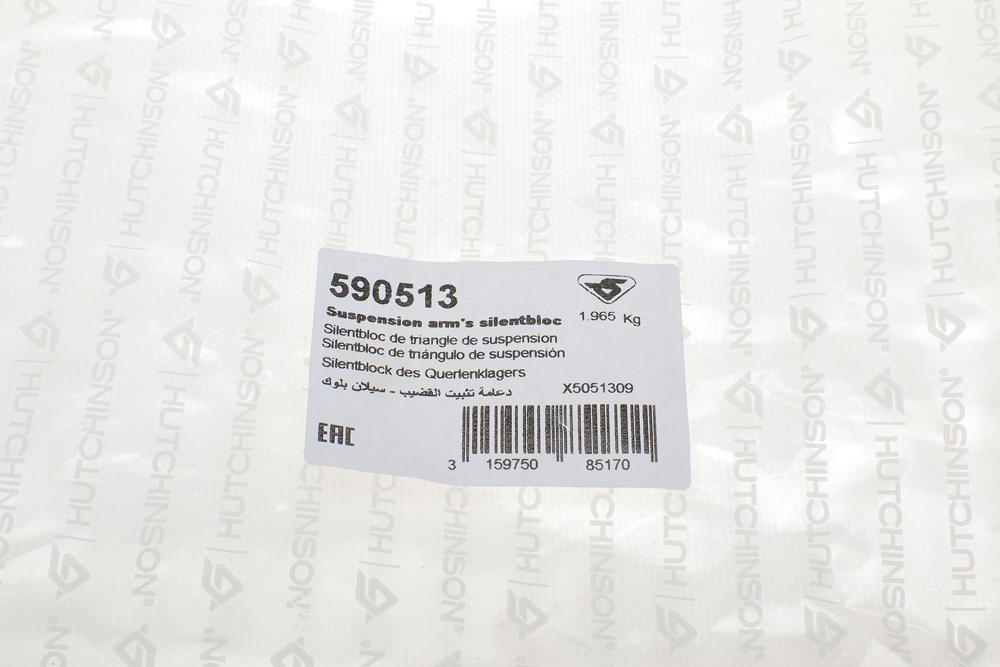 590513
1.965 Kg
Suspension arm's silentbloc
Silentbloc de triangle de suspension
Silentbloc de triángulo de suspensión
Silentblock des Querlenklagers
دعامة تثبيت القضيب - سيلان بلوك
X5051309
EAC
3 159750 85170
HUTCHINSON